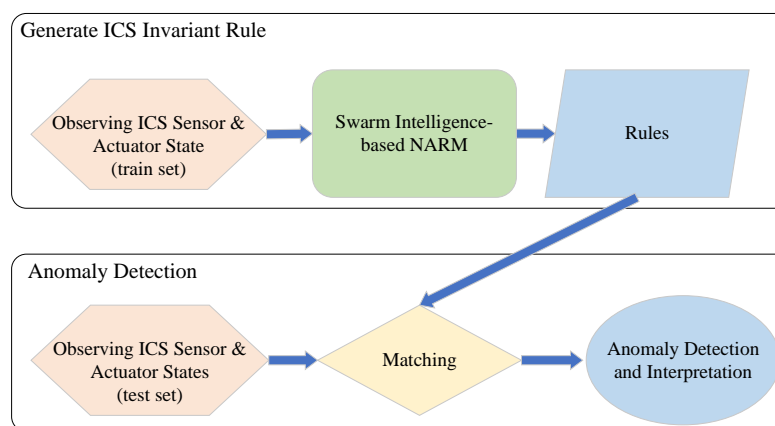 Generate ICS Invariant Rule
Observing ICS Sensor &
Actuator State
(train set)
Swarm Intelligence-
based NARM
Rules
Anomaly Detection
Observing ICS Sensor &
Actuator States
(test set)
Matching
Anomaly Detection
and Interpretation